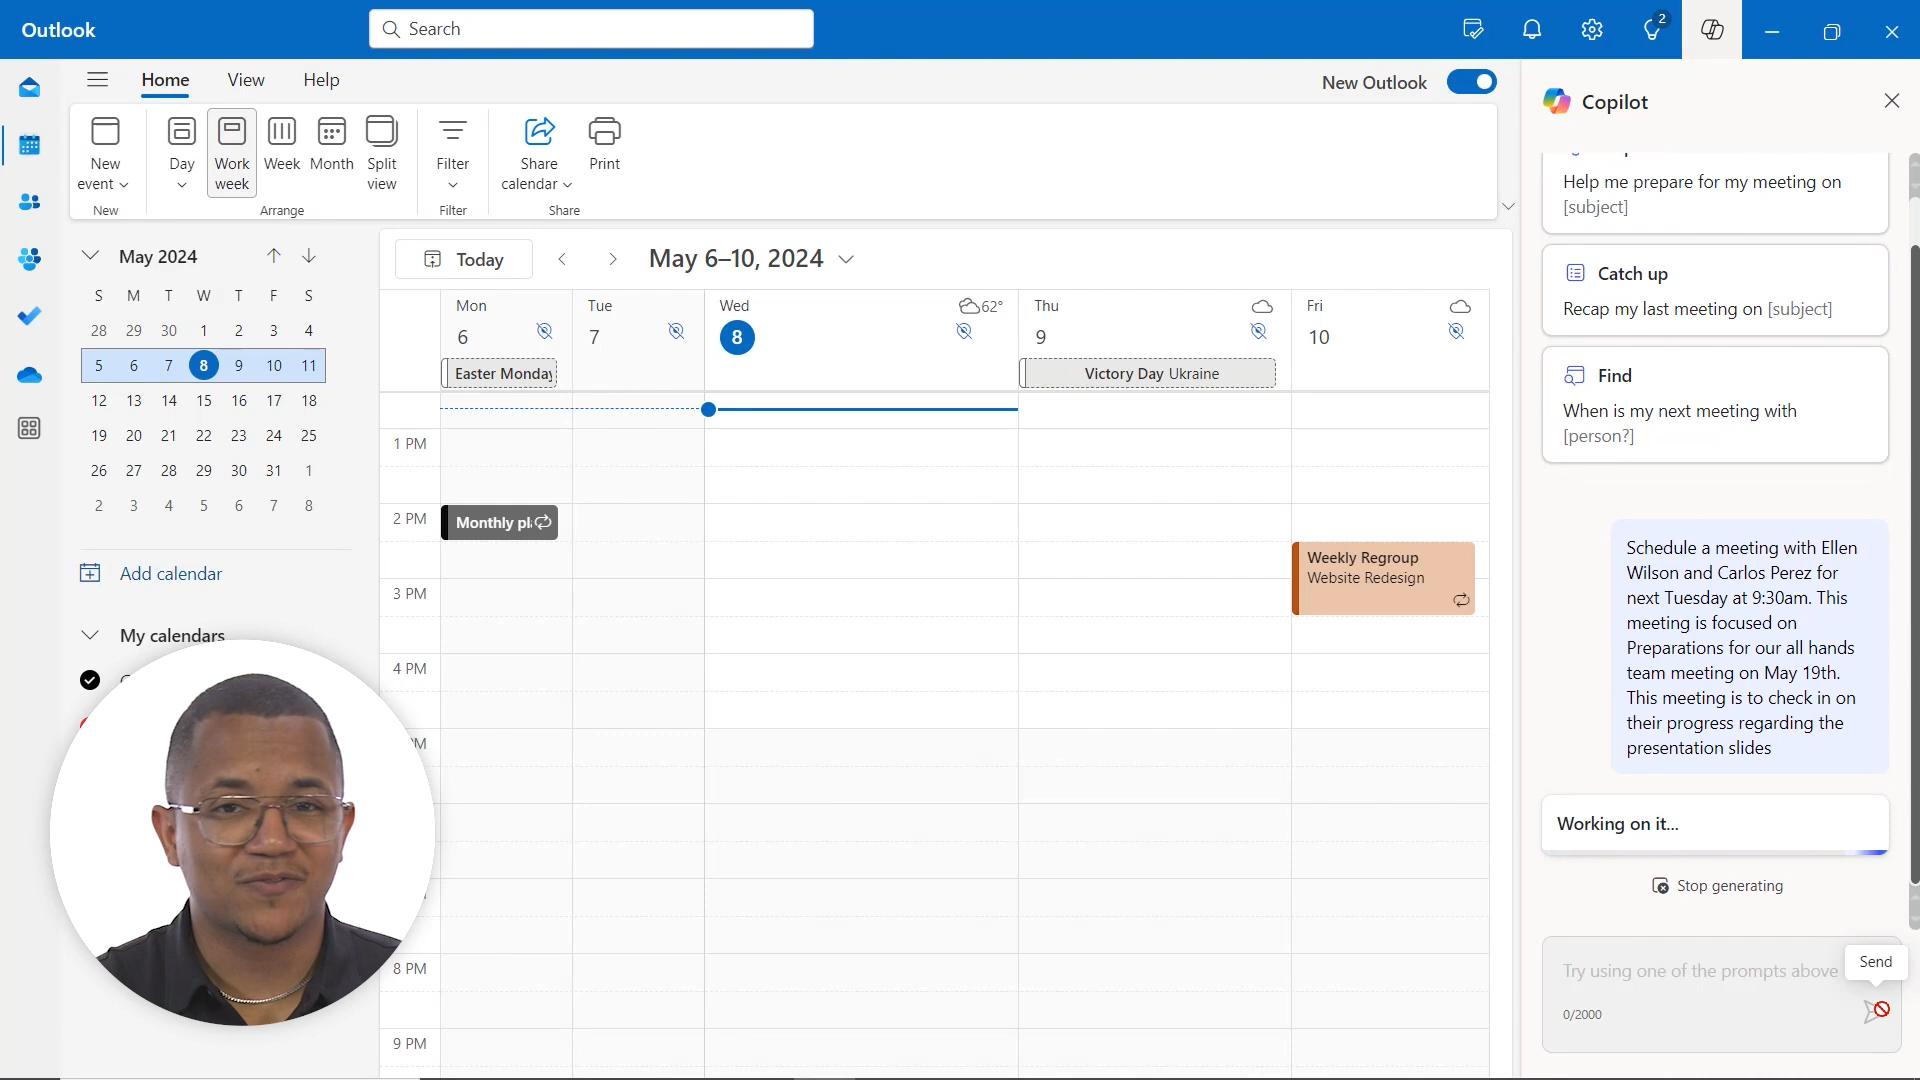 Outlook
Search
2
Home
View
Help
New Outlook
New
event
Day
Work
week
Week
Month
Split
view
Filter
Share
calendar
Print
New
Arrange
Filter
Share
May 2024
S M T W T F S
28 29 30 1 2 3 4
5 6 7 8 9 10 11
12 13 14 15 16 17 18
19 20 21 22 23 24 25
26 27 28 29 30 31 1
2 3 4 5 6 7 8
Add calendar
My calendars
Today
May 6–10, 2024
Mon
6
Tue
7
Wed
62°
8
Thu
9
Fri
10
Easter Monday
Victory Day Ukraine
1 PM
2 PM
3 PM
4 PM
8 PM
9 PM
Monthly
Weekly Regroup
Website Redesign
Copilot
Help me prepare for my meeting on
[subject]
Catch up
Recap my last meeting on [subject]
Find
When is my next meeting with
[person?]
Schedule a meeting with Ellen
Wilson and Carlos Perez for
next Tuesday at 9:30am. This
meeting is focused on
Preparations for our all hands
team meeting on May 19th.
This meeting is to check in on
their progress regarding the
presentation slides
Working on it...
Stop generating
Try using one of the prompts above
Send
0/2000